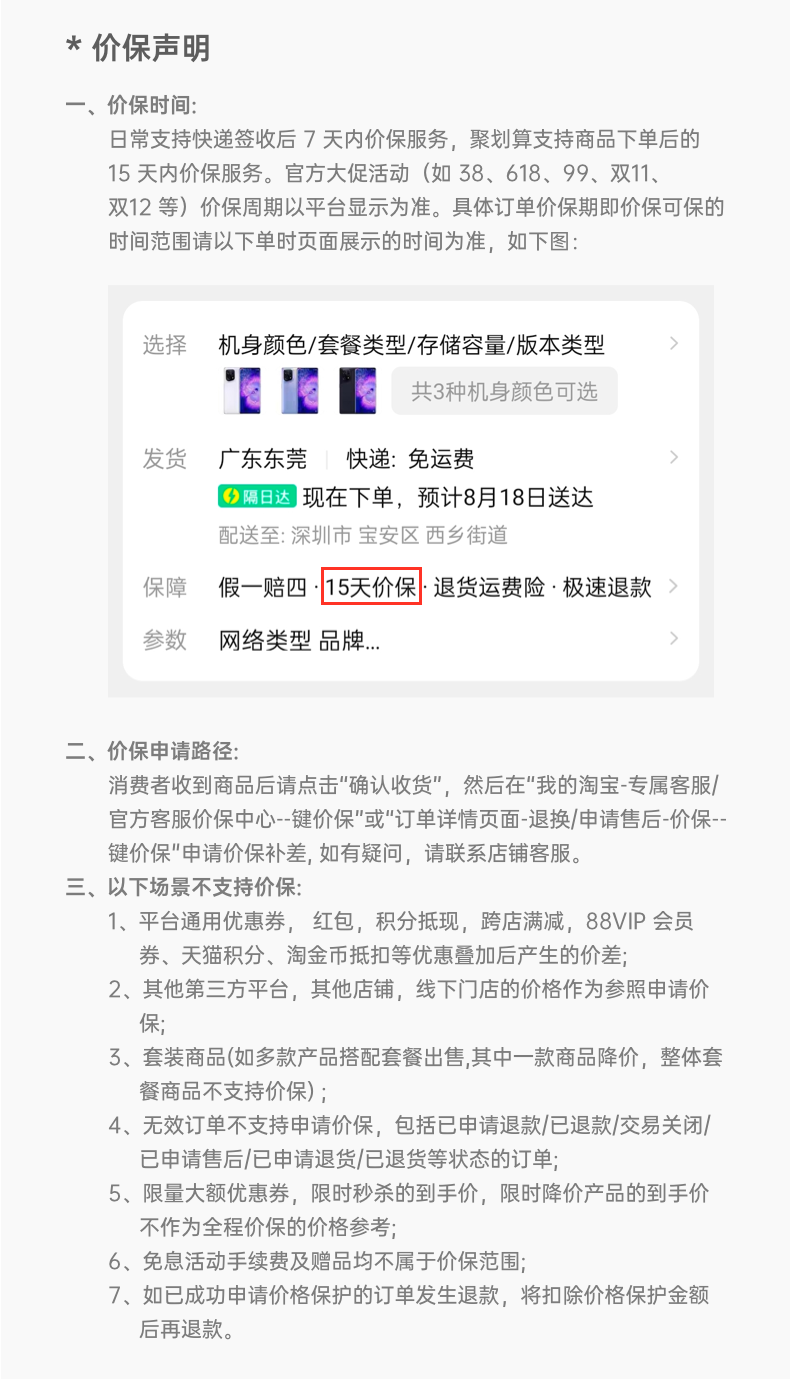 * 价保声明
一、价保时间:
日常支持快递签收后 7 天内价保服务，聚划算支持商品下单后的
15 天内价保服务。官方大促活动（如 38、618、99、双11、
双12 等）价保周期以平台显示为准。具体订单价保期即价保可保的
时间范围请以下单时页面展示的时间为准，如下图：
选择 机身颜色/套餐类型/存储容量/版本类型
共3种机身颜色可选
发货 广东东莞 | 快递: 免运费
隔日达 现在下单，预计8月18日送达
配送至: 深圳市 宝安区 西乡街道
保障 假一赔四 · 15天价保 · 退货运费险 · 极速退款
参数 网络类型 品牌...
二、价保申请路径:
消费者收到商品后请点击“确认收货”，然后在“我的淘宝-专属客服/
官方客服价保中心--键价保”或“订单详情页面-退换/申请售后-价保--
键价保”申请价保补差, 如有疑问，请联系店铺客服。
三、以下场景不支持价保:
1、平台通用优惠券， 红包，积分抵现，跨店满减，88VIP 会员
券、天猫积分、淘金币抵扣等优惠叠加后产生的价差;
2、其他第三方平台，其他店铺，线下门店的价格作为参照申请价
保;
3、套装商品(如多款产品搭配套餐出售,其中一款商品降价，整体套
餐商品不支持价保) ;
4、无效订单不支持申请价保，包括已申请退款/已退款/交易关闭/
已申请售后/已申请退货/已退货等状态的订单;
5、限量大额优惠券，限时秒杀的到手价，限时降价产品的到手价
不作为全程价保的价格参考;
6、免息活动手续费及赠品均不属于价保范围;
7、如已成功申请价格保护的订单发生退款，将扣除价格保护金额
后再退款。